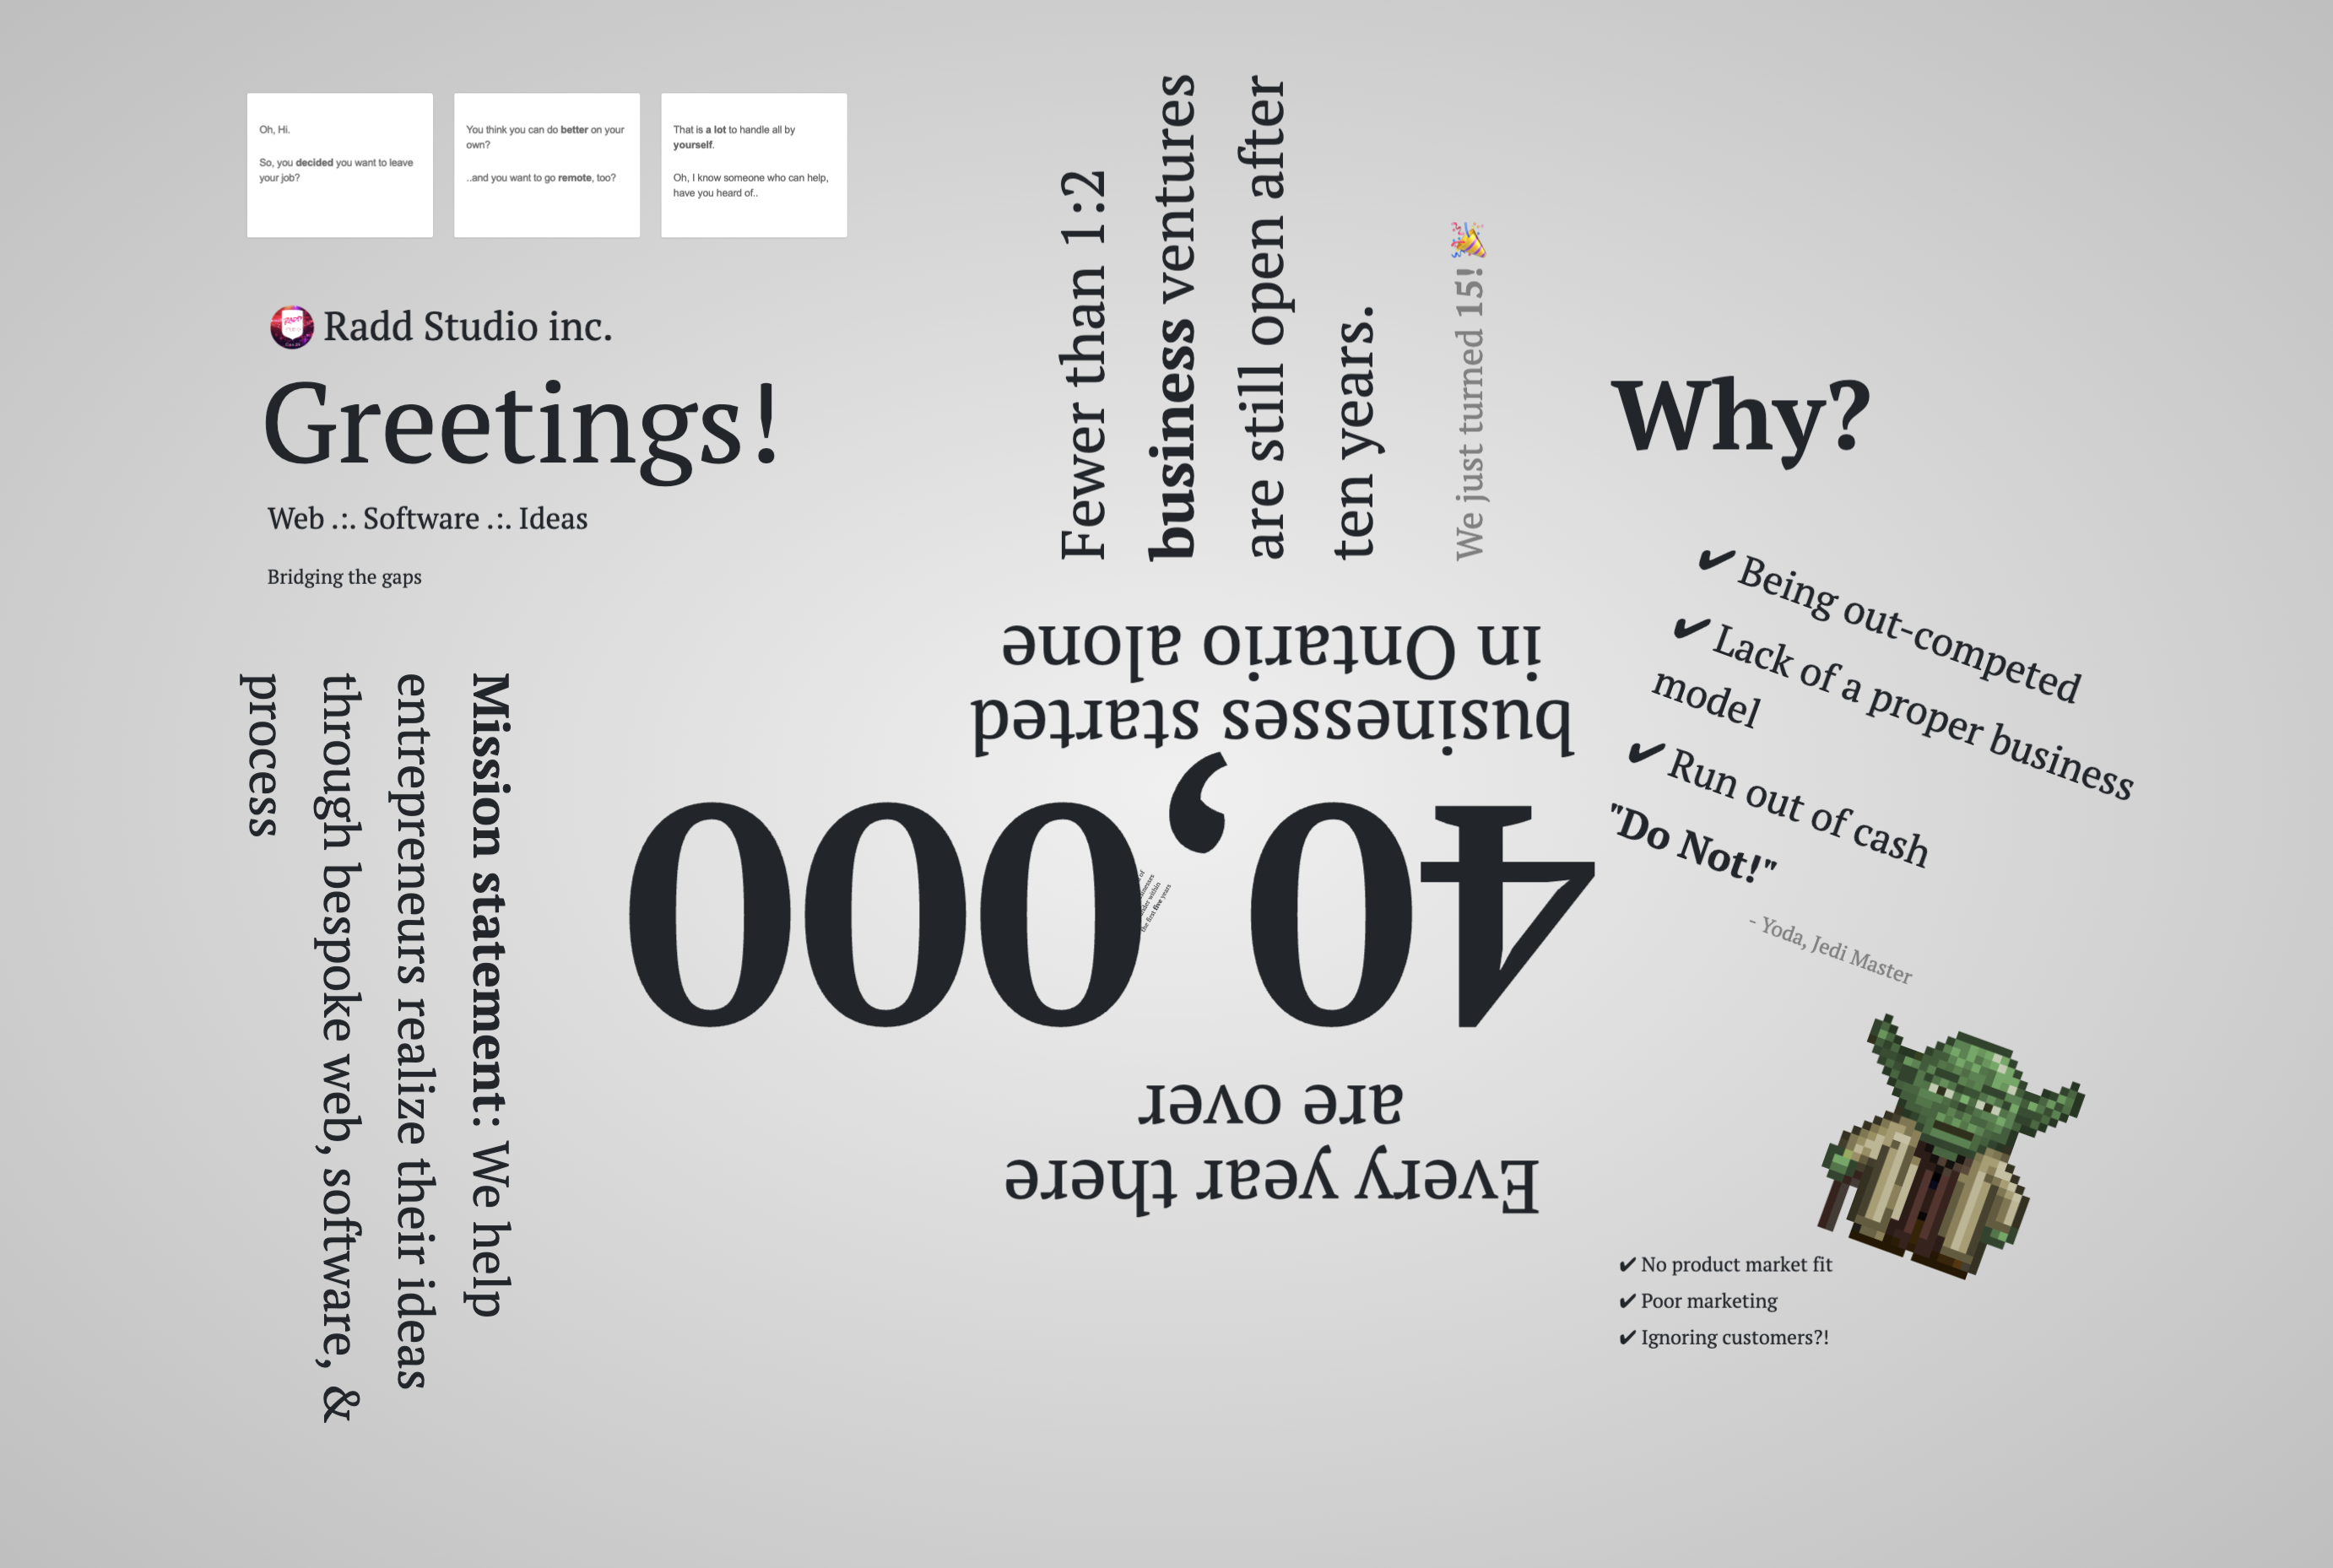 Oh, Hi.
So, you decided you want to leave
your job?
You think you can do better on your
own?
..and you want to go remote, too?
That is a lot to handle all by
yourself.
Oh, I know someone who can help,
have you heard of..
Radd Studio inc.
Greetings!
Web .:. Software .:. Ideas
Bridging the gaps
Mission statement: We help
entrepreneurs realize their ideas
through bespoke web, software, &
process
Every year there
are over
40,000
businesses started
in Ontario alone
of
within
the first five years
Fewer than 1:2
business ventures
are still open after
ten years.
We just turned 15!🎉
Why?
✔ Being out-competed
✔ Lack of a proper business
model
✔ Run out of cash
"Do Not!"
- Yoda, Jedi Master
✔ No product market fit
✔ Poor marketing
✔ Ignoring customers?!